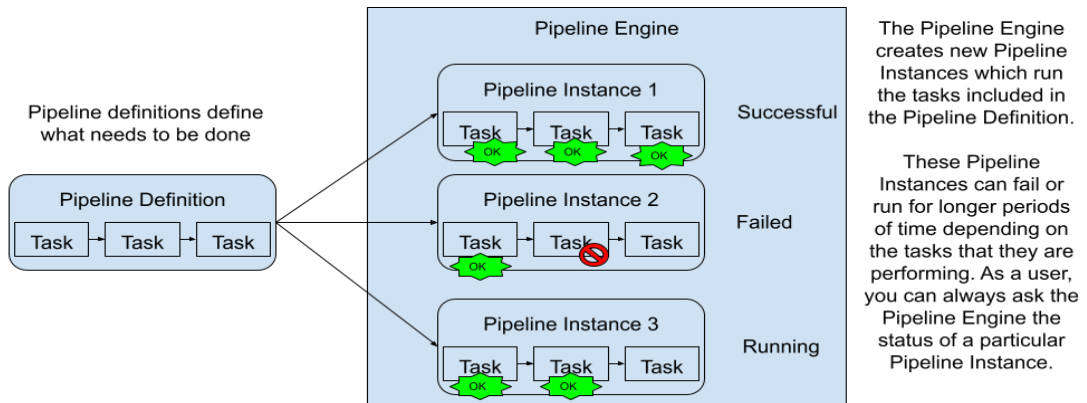 Pipeline definitions define
what needs to be done
Pipeline Definition
Task
Task
Task
Pipeline Engine
Pipeline Instance 1
Successful
Task
Task
Task
OK
OK
OK
Pipeline Instance 2
Failed
Task
Task
Task
OK
Pipeline Instance 3
Running
Task
Task
Task
OK
OK
The Pipeline Engine
creates new Pipeline
Instances which run
the tasks included in
the Pipeline Definition.
These Pipeline
Instances can fail or
run for longer periods
of time depending on
the tasks that they are
performing. As a user,
you can always ask the
Pipeline Engine the
status of a particular
Pipeline Instance.